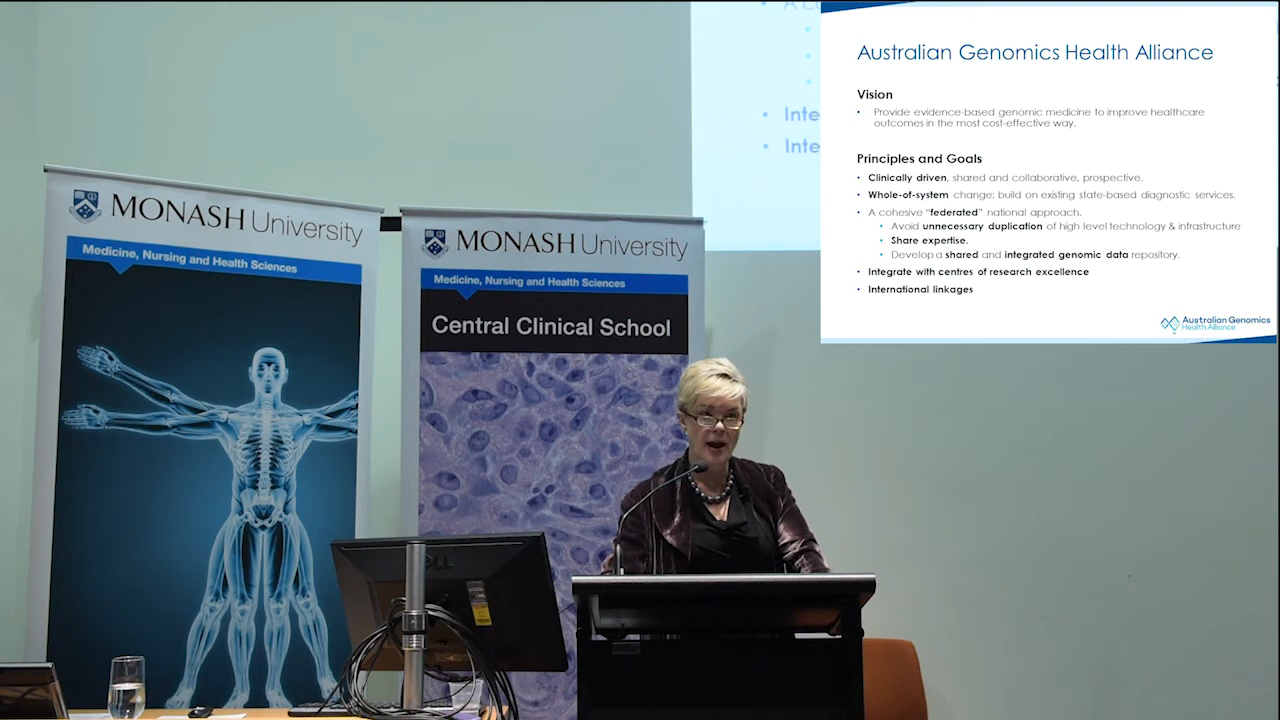 MONASH University
Medicine, Nursing and Health Sciences
MONASH University
Medicine, Nursing and Health Sciences
Central Clinical School
DELL
Inte
Inte
Australian Genomics Health Alliance
Vision
• Provide evidence-based genomic medicine to improve healthcare
outcomes in the most cost-effective way.
Principles and Goals
• Clinically driven, shared and collaborative, prospective.
• Whole-of-system change: build on existing state-based diagnostic services.
• A cohesive “federated” national approach.
• Avoid unnecessary duplication of high level technology & infrastructure
• Share expertise.
• Develop a shared and integrated genomic data repository.
• Integrate with centres of research excellence
• International linkages
Australian Genomics
Health Alliance